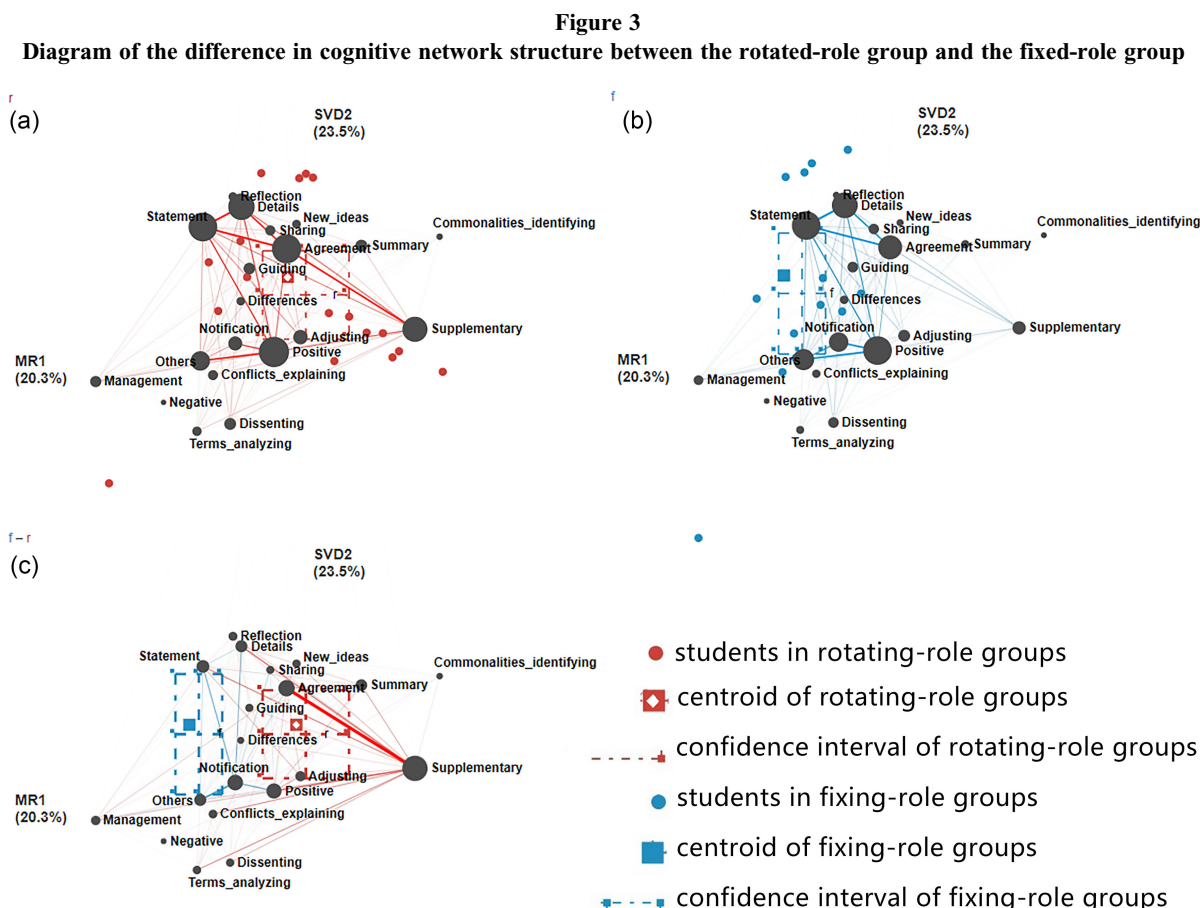 Figure 3
Diagram of the difference in cognitive network structure between the rotated-role group and the fixed-role group
r
(a)
SVD2
(23.5%)
Reflection
Details
Statement
New_ideas
Sharing
Commonalities_identifying
Agreement
Summary
Guiding
r
Differences
Notification
Supplementary
Adjusting
Positive
MR1
(20.3%)
Others
Conflicts_explaining
Management
Negative
Dissenting
Terms_analyzing
f
(b)
SVD2
(23.5%)
Reflection
Details
Statement
New_ideas
Sharing
Commonalities_identifying
Agreement
Summary
Guiding
f
Differences
Notification
Supplementary
Adjusting
Positive
MR1
(20.3%)
Others
Conflicts_explaining
Management
Negative
Dissenting
Terms_analyzing
f – r
(c)
SVD2
(23.5%)
Reflection
Details
Statement
New_ideas
Sharing
Commonalities_identifying
Agreement
Summary
Guiding
f
r
Differences
Notification
Supplementary
Adjusting
Positive
MR1
(20.3%)
Others
Conflicts_explaining
Management
Negative
Dissenting
Terms_analyzing
students in rotating-role groups
centroid of rotating-role groups
confidence interval of rotating-role groups
students in fixing-role groups
centroid of fixing-role groups
confidence interval of fixing-role groups